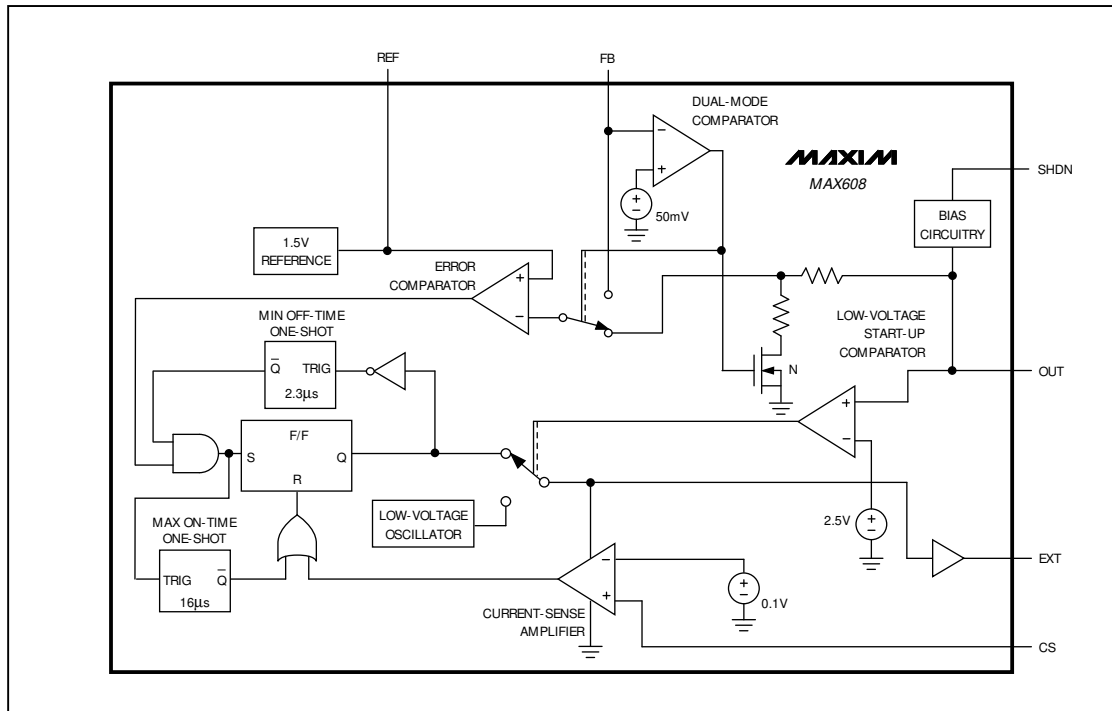 REF
FB
DUAL-MODE
COMPARATOR
−
+
50mV
MAXIM
MAX608
SHDN
BIAS
CIRCUITRY
1.5V
REFERENCE
ERROR
COMPARATOR
+
−
LOW-VOLTAGE
START-UP
COMPARATOR
N
OUT
MIN OFF-TIME
ONE-SHOT
Q̅ TRIG
2.3µs
+
−
F/F
S Q
R
2.5V
+
−
LOW-VOLTAGE
OSCILLATOR
MAX ON-TIME
ONE-SHOT
TRIG Q̅
16µs
−
+
CURRENT-SENSE
AMPLIFIER
+
−
0.1V
EXT
CS